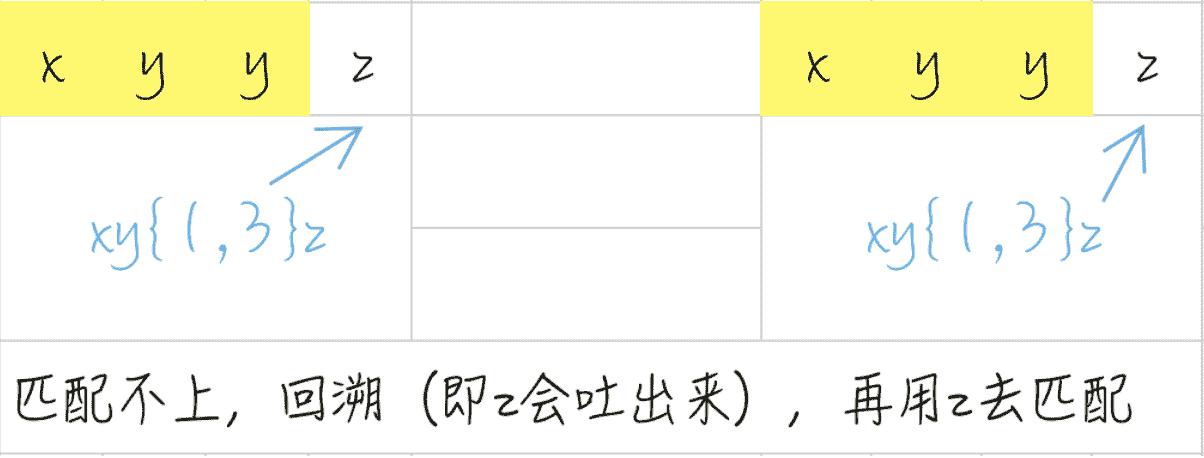 x y y z x y y z
xy{1,3}z xy{1,3}z
匹配不上，回溯（即z会吐出来），再用z去匹配